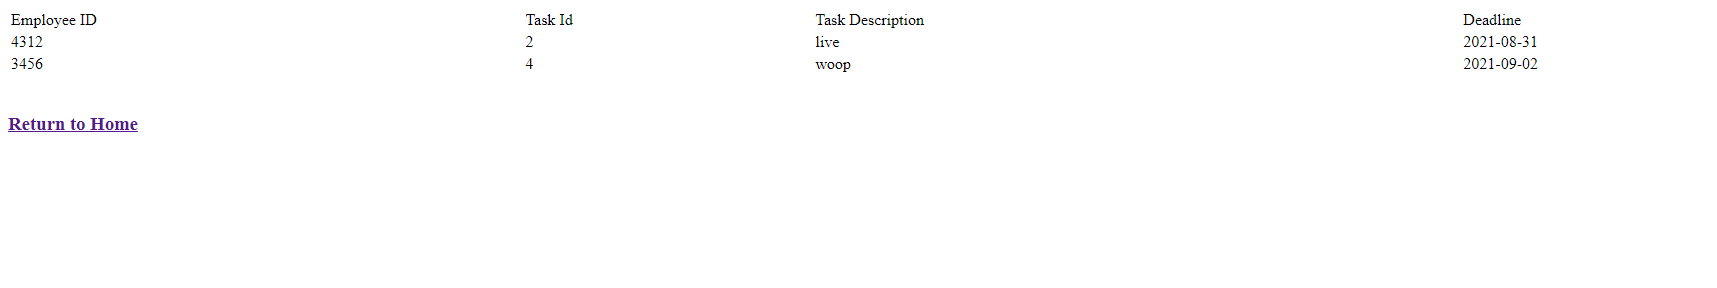 Employee ID Task Id Task Description Deadline
4312 2 live 2021-08-31
3456 4 woop 2021-09-02
Return to Home